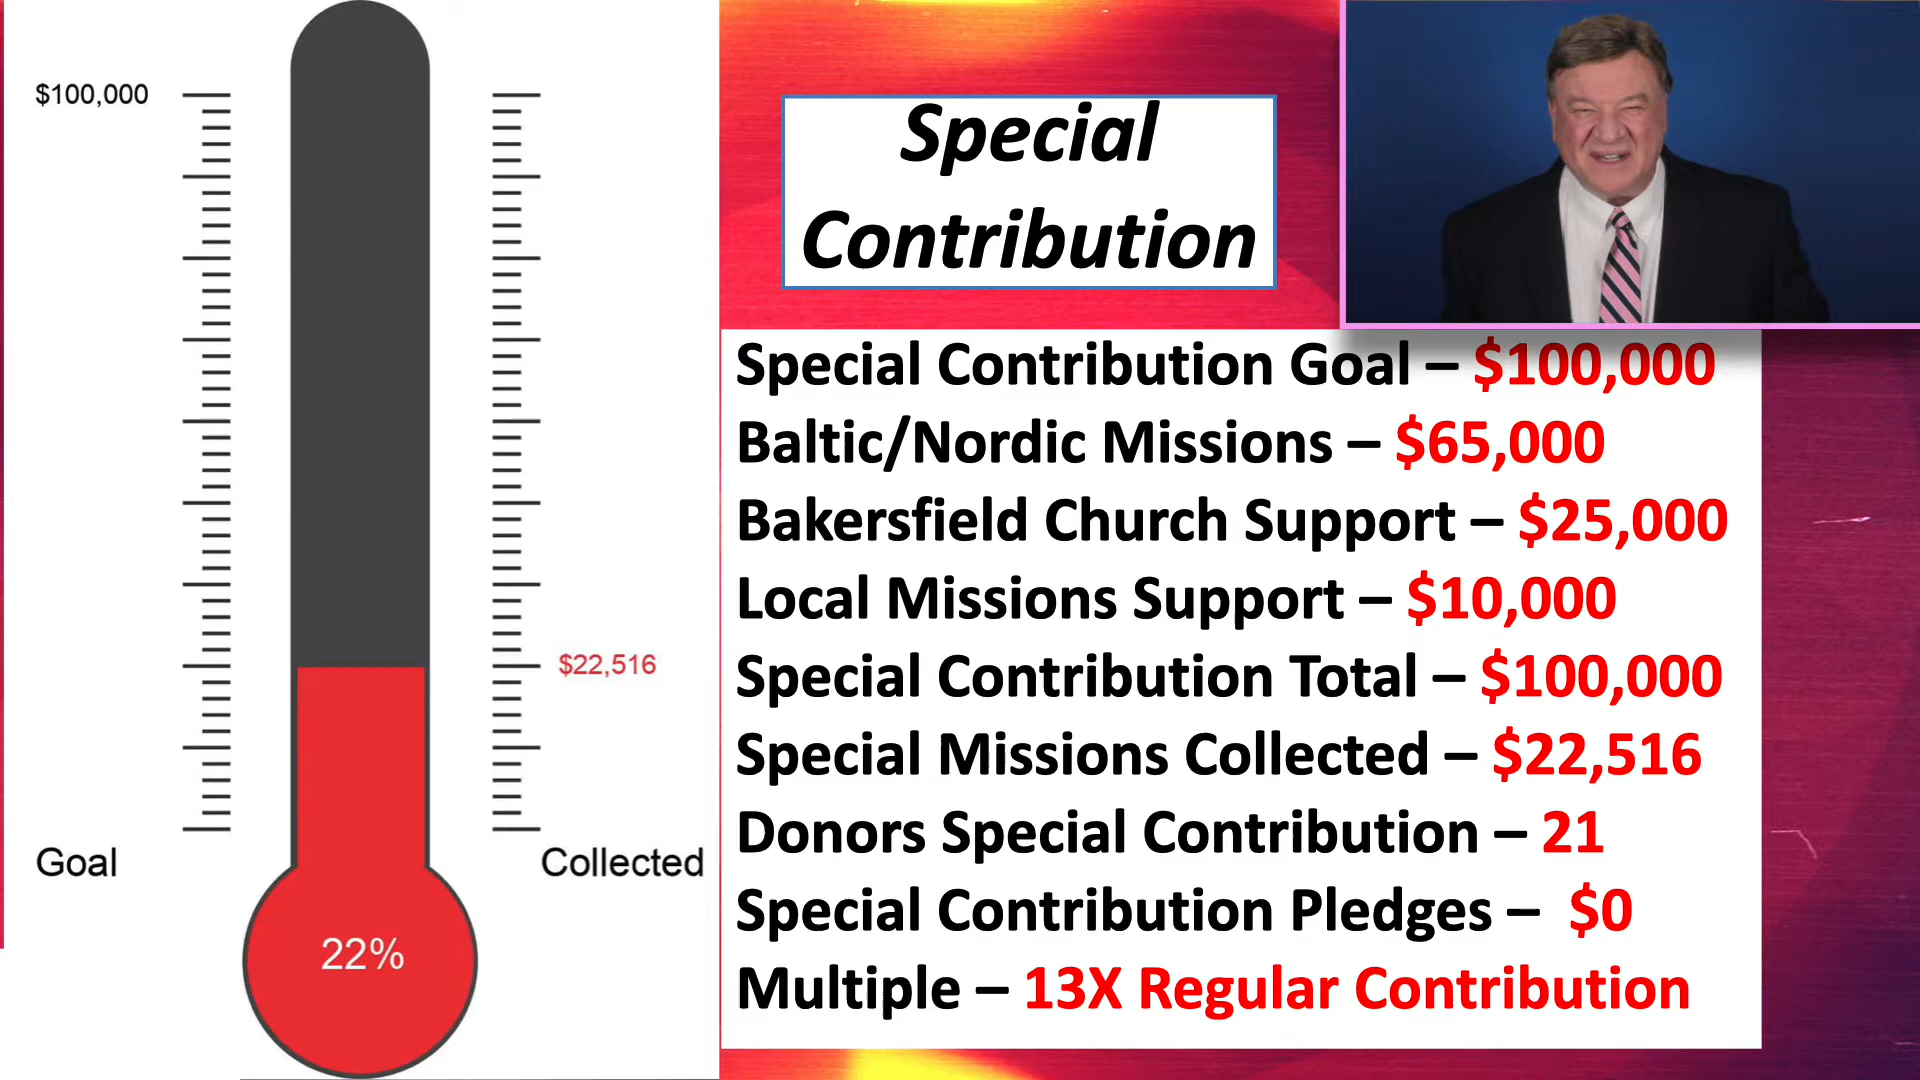 $100,000
$22,516
Goal
Collected
22%
Special
Contribution
Special Contribution Goal – $100,000
Baltic/Nordic Missions – $65,000
Bakersfield Church Support – $25,000
Local Missions Support – $10,000
Special Contribution Total – $100,000
Special Missions Collected – $22,516
Donors Special Contribution – 21
Special Contribution Pledges –  $0
Multiple – 13X Regular Contribution